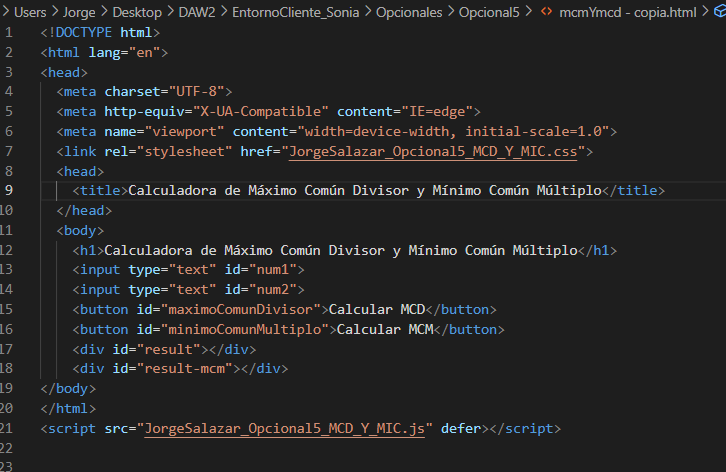 > Users > Jorge > Desktop > DAW2 > EntornoCliente_Sonia > Opcionales > Opcional5 > <> mcmYmcd - copia.html >
1 <!DOCTYPE html>
2 <html lang="en">
3 <head>
4 <meta charset="UTF-8">
5 <meta http-equiv="X-UA-Compatible" content="IE=edge">
6 <meta name="viewport" content="width=device-width, initial-scale=1.0">
7 <link rel="stylesheet" href="JorgeSalazar_Opcional5_MCD_Y_MIC.css">
8 <head>
9 <title>Calculadora de Máximo Común Divisor y Mínimo Común Múltiplo</title>
10 </head>
11 <body>
12 <h1>Calculadora de Máximo Común Divisor y Mínimo Común Múltiplo</h1>
13 <input type="text" id="num1">
14 <input type="text" id="num2">
15 <button id="maximoComunDivisor">Calcular MCD</button>
16 <button id="minimoComunMultiplo">Calcular MCM</button>
17 <div id="result"></div>
18 <div id="result-mcm"></div>
19 </body>
20 </html>
21 <script src="JorgeSalazar_Opcional5_MCD_Y_MIC.js" defer></script>
22
23